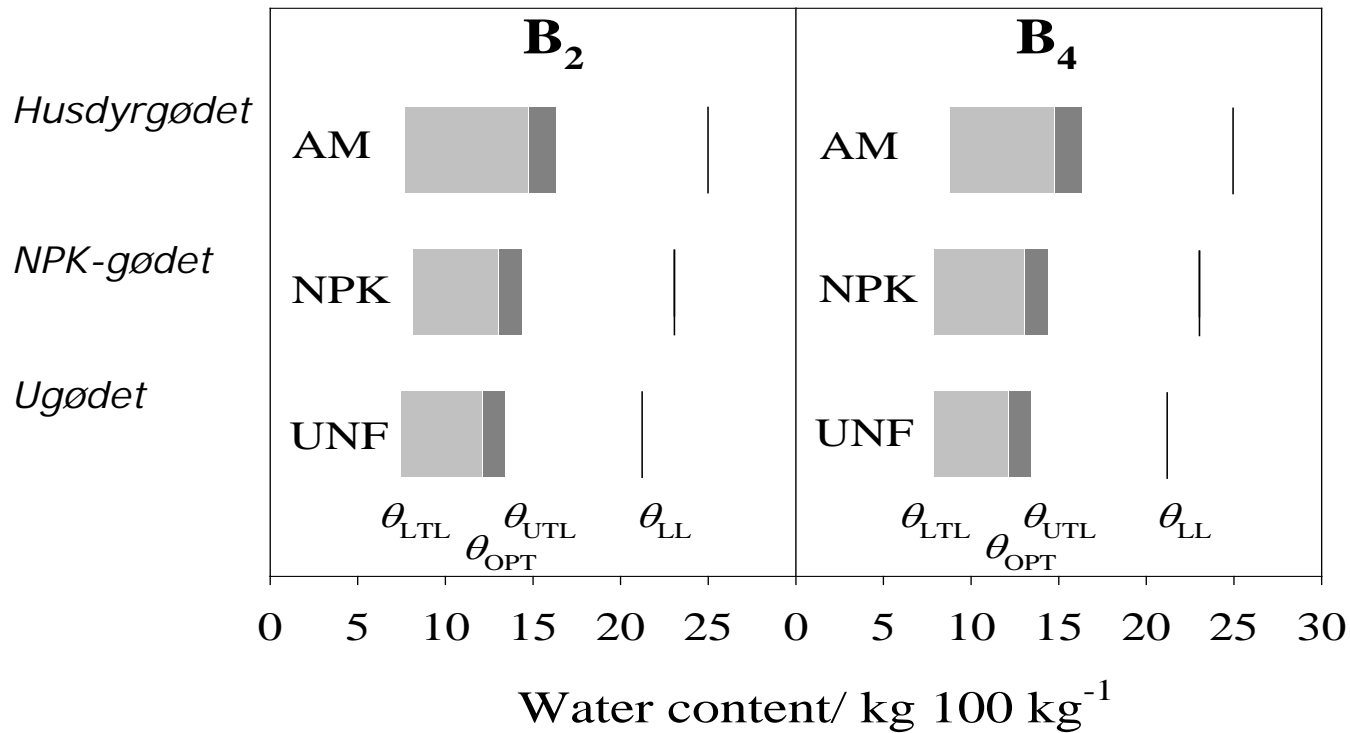 B₂ B₄
Husdyrgødet AM AM
NPK-gødet NPK NPK
Ugødet UNF UNF
θLTL θOPT θUTL θLL θLTL θOPT θUTL θLL
0 5 10 15 20 25 0 5 10 15 20 25 30
Water content/ kg 100 kg⁻¹